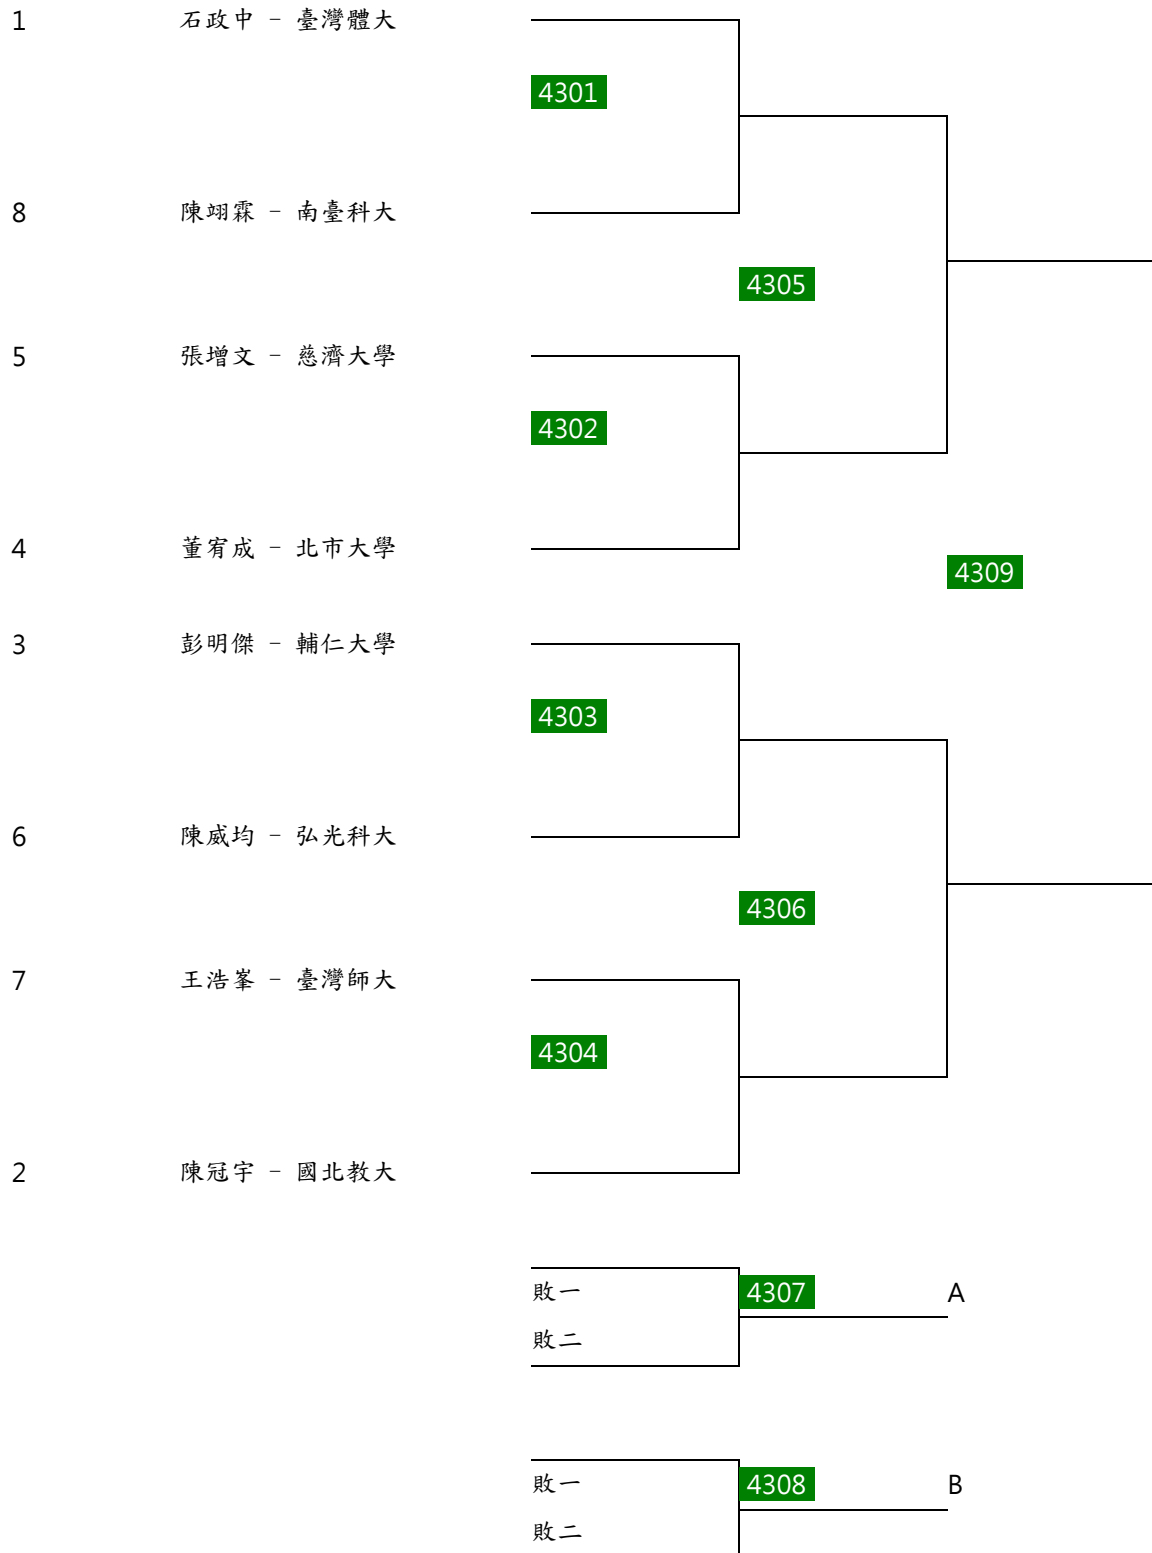 1 石政中 - 臺灣體大
4301
8 陳翊霖 - 南臺科大
4305
5 張增文 - 慈濟大學
4302
4 董宥成 - 北市大學
4309
3 彭明傑 - 輔仁大學
4303
6 陳威均 - 弘光科大
4306
7 王浩峯 - 臺灣師大
4304
2 陳冠宇 - 國北教大
敗一 4307 A
敗二
敗一 4308 B
敗二